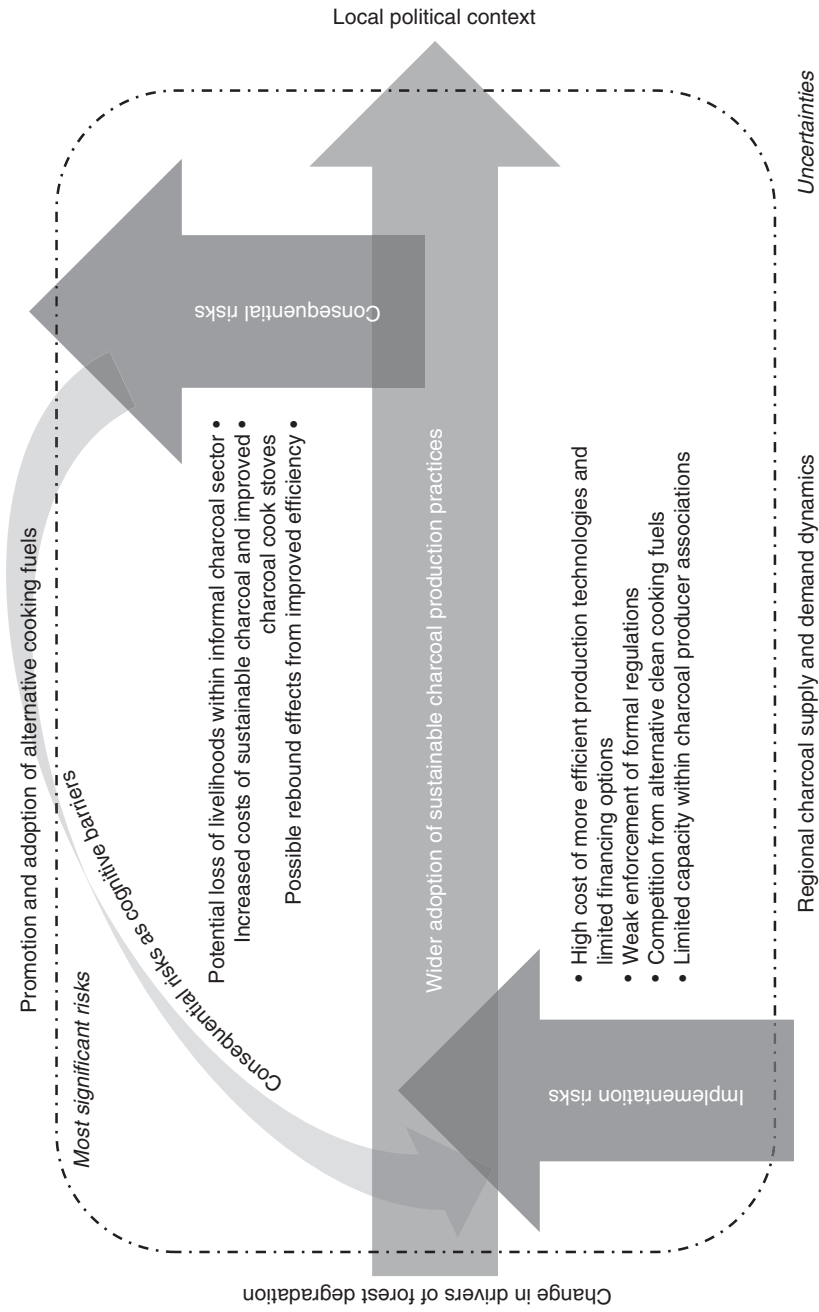 Promotion and adoption of alternative cooking fuels
Most significant risks
Consequential risks as cognitive barriers
Potential loss of livelihoods within informal charcoal sector •
Increased costs of sustainable charcoal and improved •
charcoal cook stoves
Possible rebound effects from improved efficiency •
Consequential risks
Change in drivers of forest degradation
Wider adoption of sustainable charcoal production practices
Local political context
Implementation risks
• High cost of more efficient production technologies and
limited financing options
• Weak enforcement of formal regulations
• Competition from alternative clean cooking fuels
• Limited capacity within charcoal producer associations
Regional charcoal supply and demand dynamics
Uncertainties